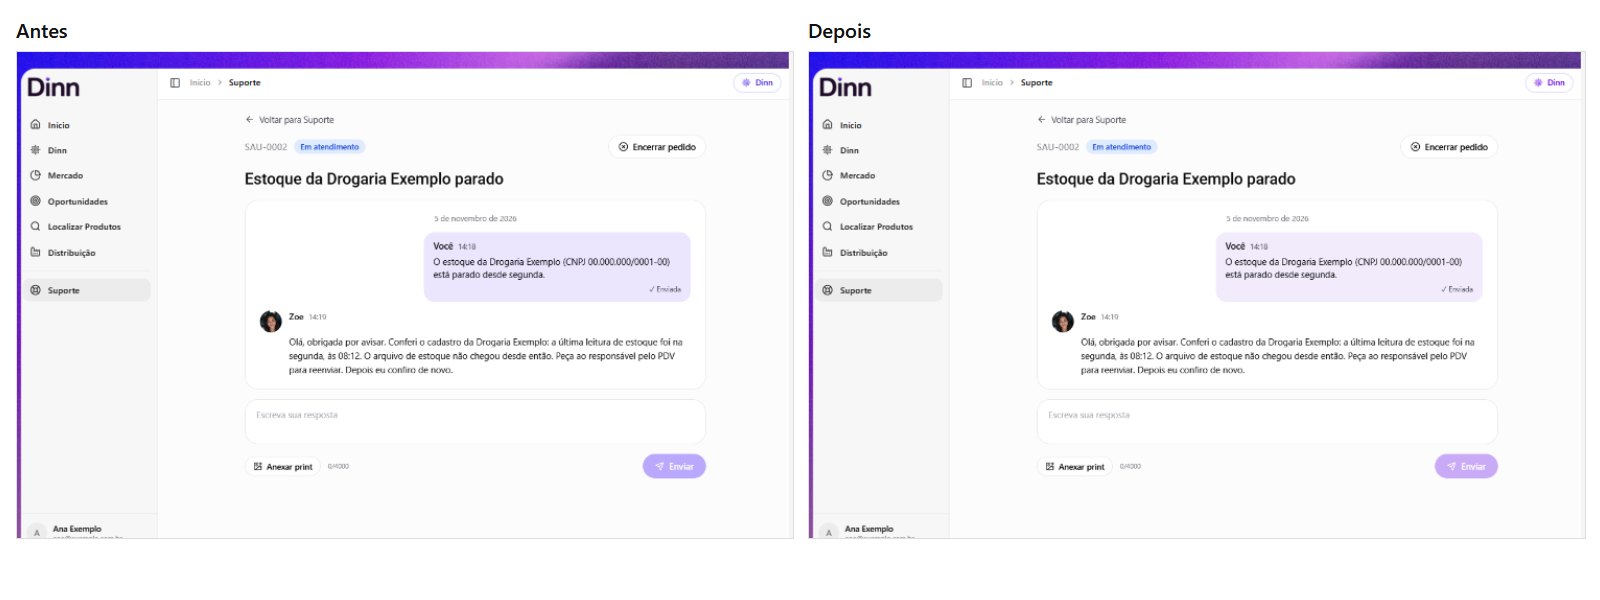 Antes
Dinn
Início > Suporte
Dinn
Início
Dinn
Mercado
Oportunidades
Localizar Produtos
Distribuição
Suporte
← Voltar para Suporte
SAU-0002 Em atendimento
Encerrar pedido
Estoque da Drogaria Exemplo parado
5 de novembro de 2026
Você 14:18
O estoque da Drogaria Exemplo (CNPJ 00.000.000/0001-00)
está parado desde segunda.
✓ Enviada
Zoe 14:19
Olá, obrigada por avisar. Conferi o cadastro da Drogaria Exemplo: a última leitura de estoque foi na
segunda, às 08:12. O arquivo de estoque não chegou desde então. Peça ao responsável pelo PDV
para reenviar. Depois eu confiro de novo.
Escreva sua resposta
Anexar print 0/4000
Enviar
A
Ana Exemplo
Depois
Dinn
Início > Suporte
Dinn
Início
Dinn
Mercado
Oportunidades
Localizar Produtos
Distribuição
Suporte
← Voltar para Suporte
SAU-0002 Em atendimento
Encerrar pedido
Estoque da Drogaria Exemplo parado
5 de novembro de 2026
Você 14:18
O estoque da Drogaria Exemplo (CNPJ 00.000.000/0001-00)
está parado desde segunda.
✓ Enviada
Zoe 14:19
Olá, obrigada por avisar. Conferi o cadastro da Drogaria Exemplo: a última leitura de estoque foi na
segunda, às 08:12. O arquivo de estoque não chegou desde então. Peça ao responsável pelo PDV
para reenviar. Depois eu confiro de novo.
Escreva sua resposta
Anexar print 0/4000
Enviar
A
Ana Exemplo